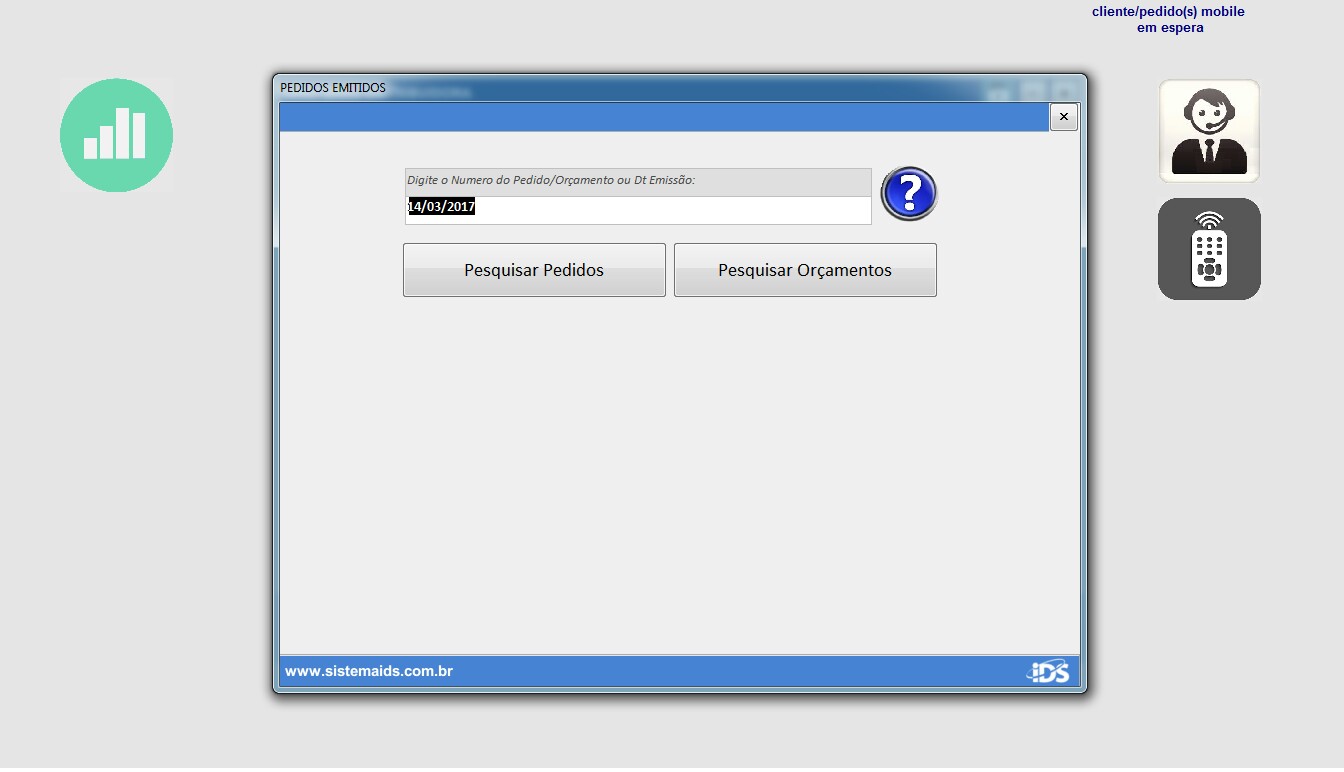 cliente/pedido(s) mobile
em espera
PEDIDOS EMITIDOS
Digite o Numero do Pedido/Orçamento ou Dt Emissão:
14/03/2017
Pesquisar Pedidos
Pesquisar Orçamentos
www.sistemaids.com.br
iDS